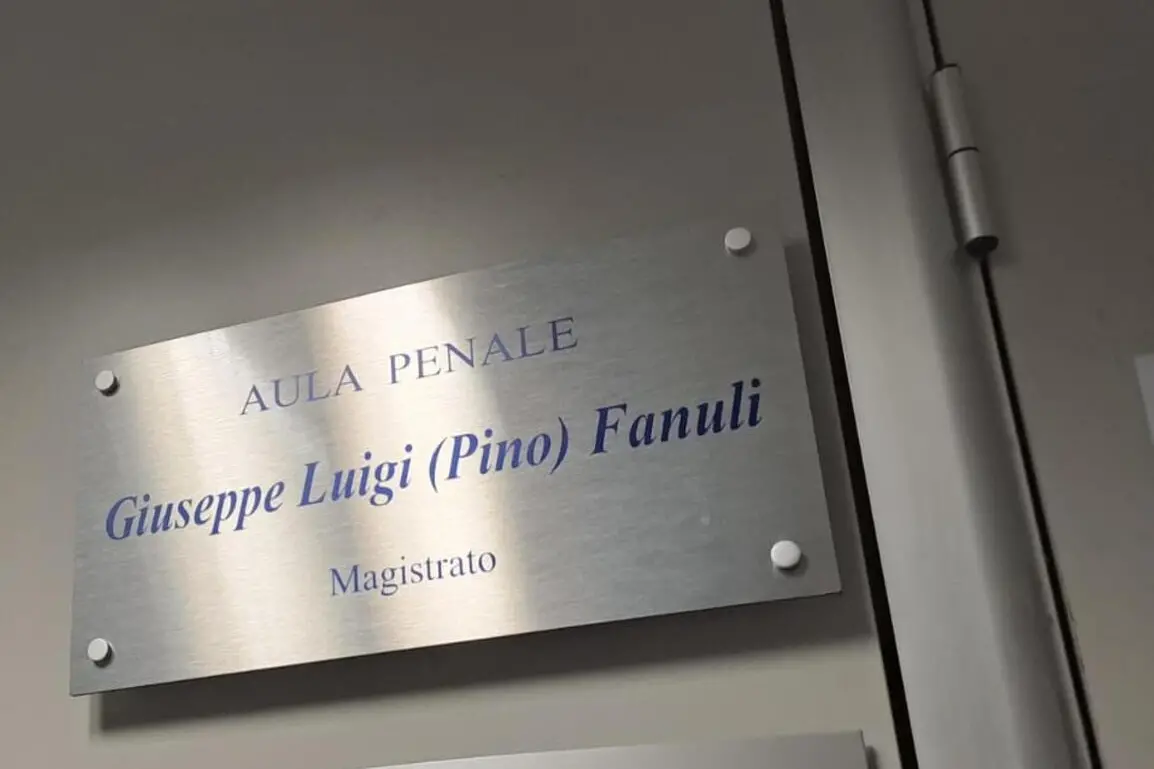 AULA PENALE
Giuseppe Luigi (Pino) Fanuli
Magistrato